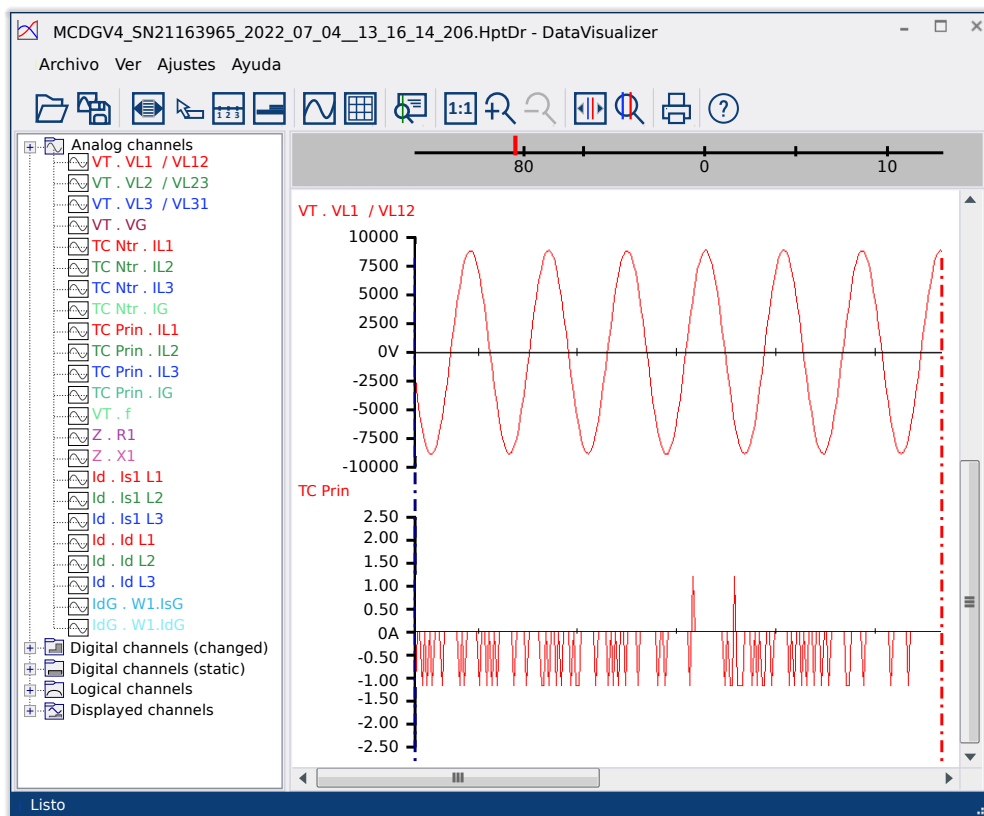 MCDGV4_SN21163965_2022_07_04__13_16_14_206.HptDr - DataVisualizer
Archivo Ver Ajustes Ayuda
1 2 3
1:1
?
Analog channels
VT . VL1 / VL12
VT . VL2 / VL23
VT . VL3 / VL31
VT . VG
TC Ntr . IL1
TC Ntr . IL2
TC Ntr . IL3
TC Ntr . IG
TC Prin . IL1
TC Prin . IL2
TC Prin . IL3
TC Prin . IG
VT . f
Z . R1
Z . X1
Id . Is1 L1
Id . Is1 L2
Id . Is1 L3
Id . Id L1
Id . Id L2
Id . Id L3
IdG . W1.IsG
IdG . W1.IdG
Digital channels (changed)
Digital channels (static)
Logical channels
Displayed channels
80 0 10
VT . VL1 / VL12
10000
7500
5000
2500
0V
-2500
-5000
-7500
-10000
TC Prin
2.50
2.00
1.50
1.00
0.50
0A
-0.50
-1.00
-1.50
-2.00
-2.50
Listo